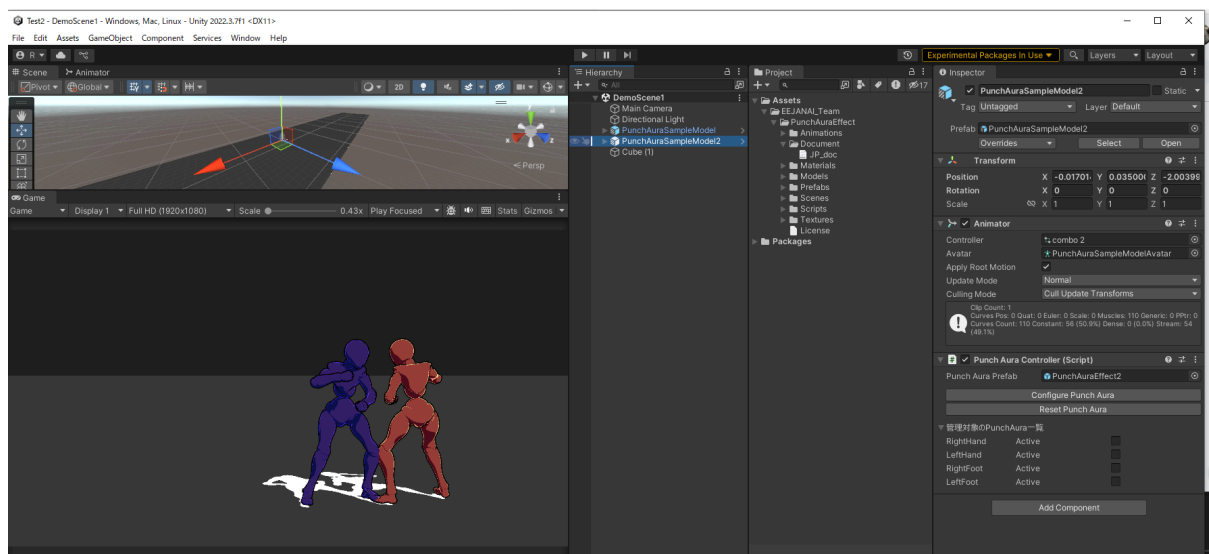 Test2 - DemoScene1 - Windows, Mac, Linux - Unity 2022.3.7f1 <DX11>
File Edit Assets GameObject Component Services Window Help
R
Experimental Packages In Use
Layers
Layout
Scene
Animator
Pivot
Global
2D
Persp
y
x
z
Game
Game
Display 1
Full HD (1920x1080)
Scale
0.43x
Play Focused
Stats
Gizmos
Hierarchy
All
DemoScene1
Main Camera
Directional Light
PunchAuraSampleModel
PunchAuraSampleModel2
Cube (1)
Project
17
Assets
EEJANAI_Team
PunchAuraEffect
Animations
Document
JP_doc
Materials
Models
Prefabs
Scenes
Scripts
Textures
License
Packages
Inspector
PunchAuraSampleModel2
Static
Tag Untagged
Layer Default
Prefab PunchAuraSampleModel2
Overrides
Select
Open
Transform
Position X -0.01701 Y 0.03500 Z -2.00399
Rotation X 0 Y 0 Z 0
Scale X 1 Y 1 Z 1
Animator
Controller combo 2
Avatar PunchAuraSampleModelAvatar
Apply Root Motion
Update Mode Normal
Culling Mode Cull Update Transforms
Clip Count: 1
Curves Pos: 0 Quat: 0 Euler: 0 Scale: 0 Muscles: 110 Generic: 0 PPtr: 0
Curves Count: 110 Constant: 56 (50.9%) Dense: 0 (0.0%) Stream: 54
(49.1%)
Punch Aura Controller (Script)
Punch Aura Prefab PunchAuraEffect2
Configure Punch Aura
Reset Punch Aura
管理対象のPunchAura一覧
RightHand Active
LeftHand Active
RightFoot Active
LeftFoot Active
Add Component